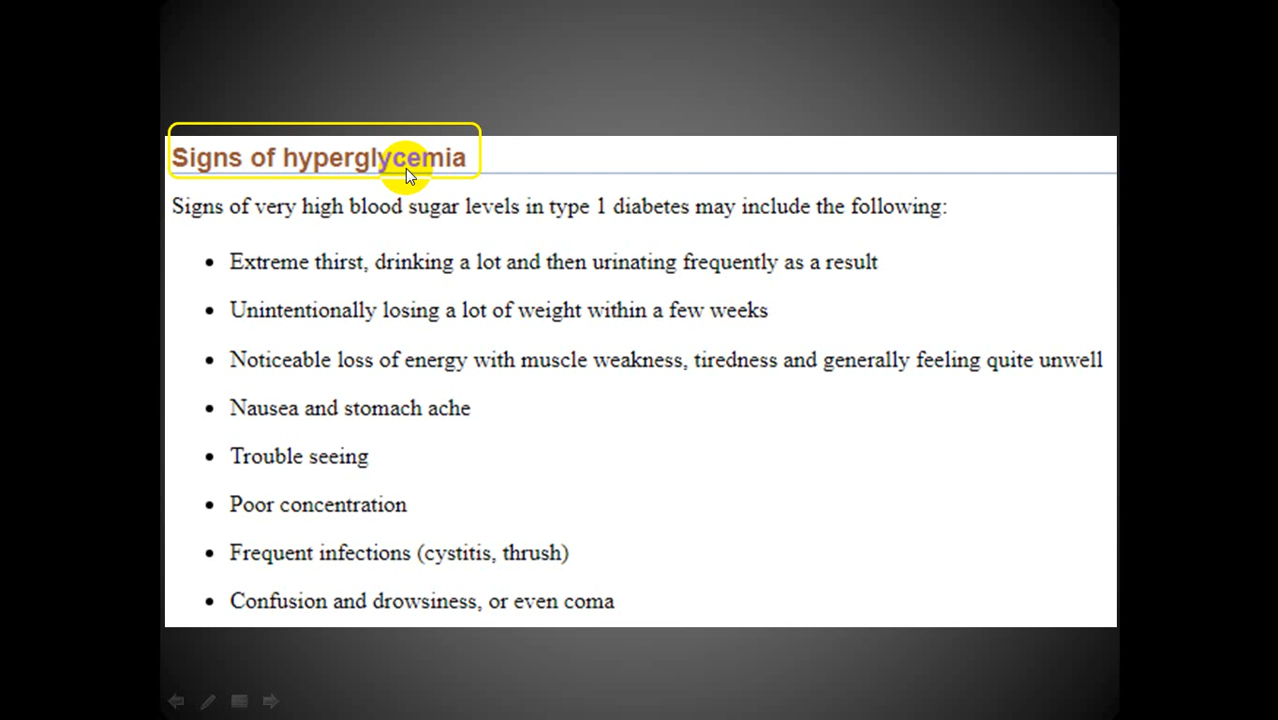 Signs of hyperglycemia
Signs of very high blood sugar levels in type 1 diabetes may include the following:
• Extreme thirst, drinking a lot and then urinating frequently as a result
• Unintentionally losing a lot of weight within a few weeks
• Noticeable loss of energy with muscle weakness, tiredness and generally feeling quite unwell
• Nausea and stomach ache
• Trouble seeing
• Poor concentration
• Frequent infections (cystitis, thrush)
• Confusion and drowsiness, or even coma